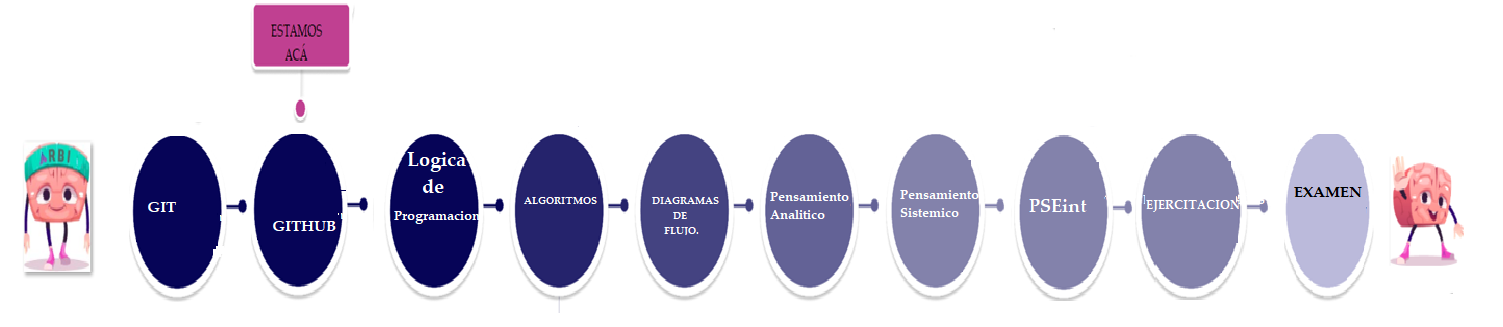 ESTAMOS
ACÁ
ARBI
GIT
GITHUB
Logica
de
Programacion
ALGORITMOS
DIAGRAMAS
DE
FLUJO.
Pensamiento
Analitico
Pensamiento
Sistemico
PSEint
EJERCITACION
EXAMEN